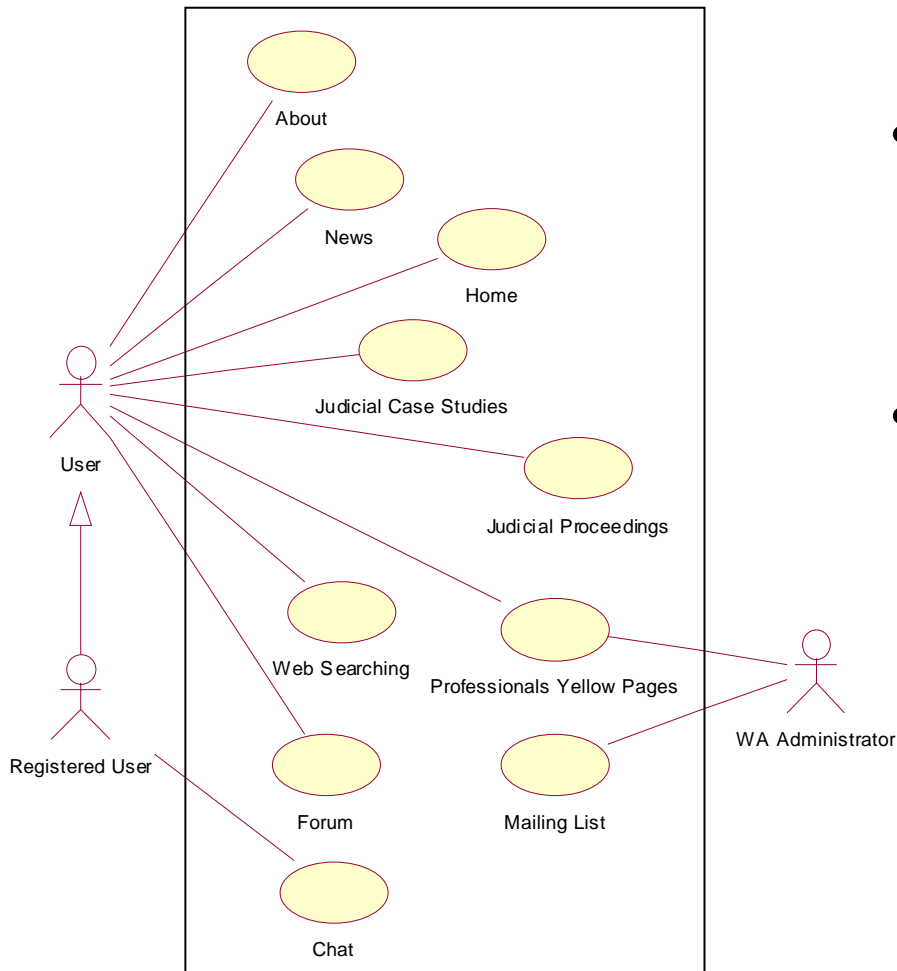 About
News
Home
Judicial Case Studies
User
Judicial Proceedings
Web Searching
Professionals Yellow Pages
WA Administrator
Registered User
Forum
Mailing List
Chat